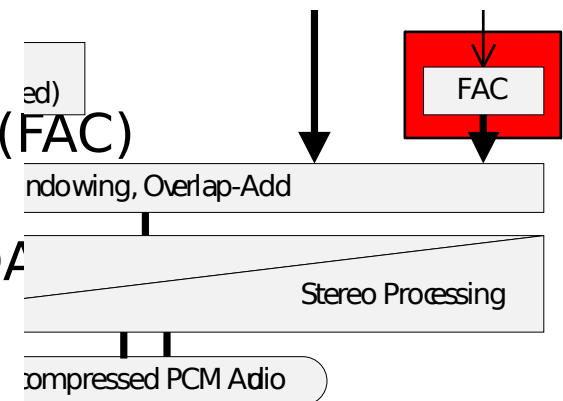 FAC
ed)
(FAC)
ndowing, Overlap-Add
Stereo Processing
compressed PCM Audio